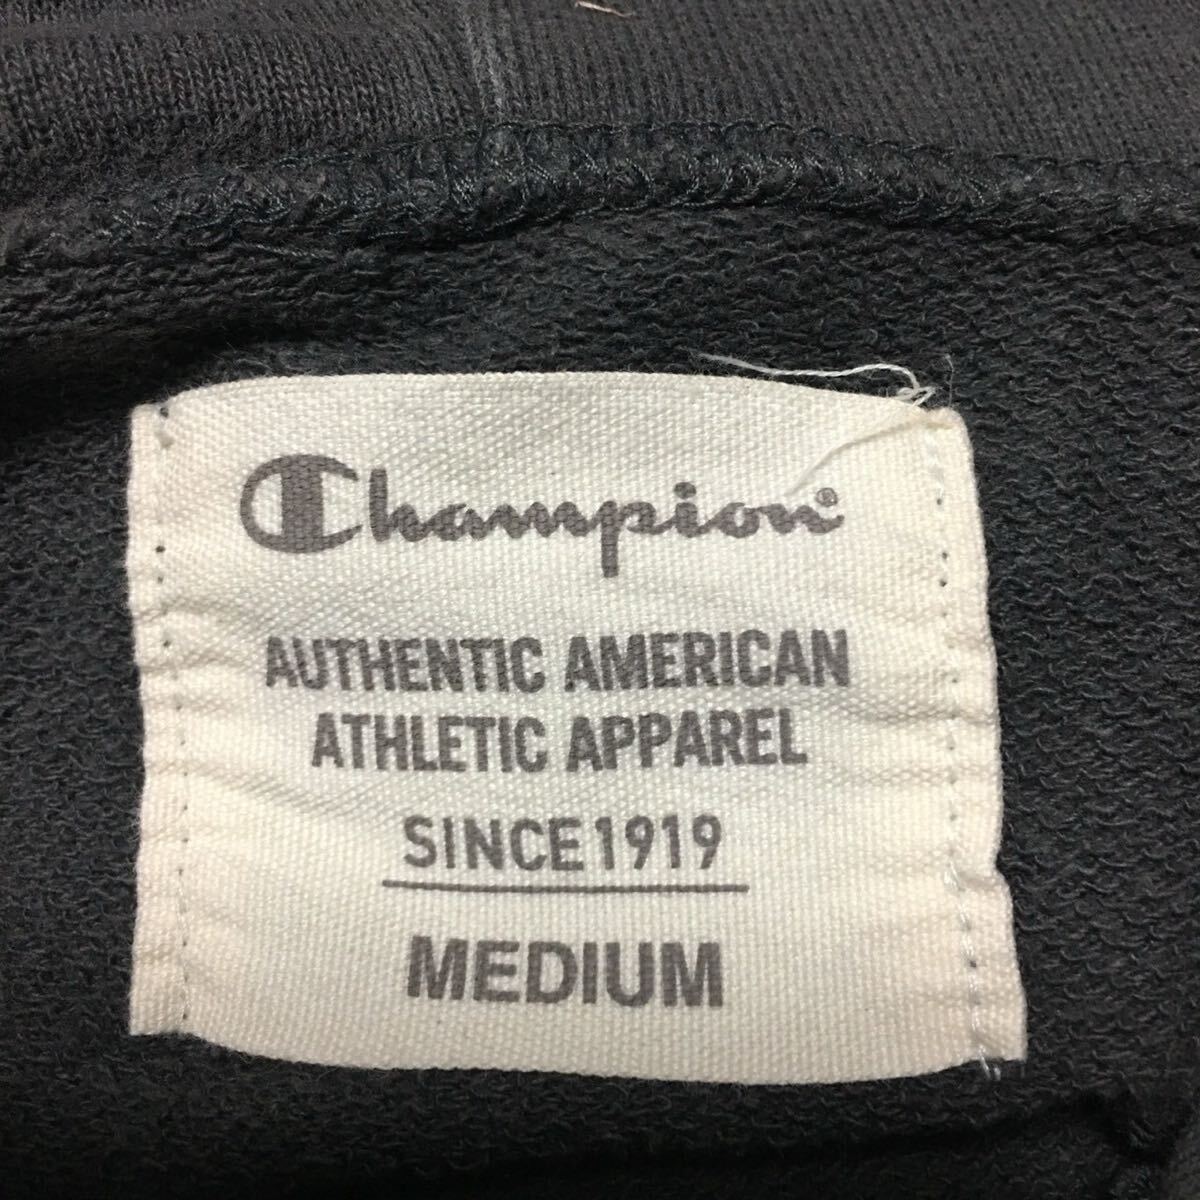 Champion®
AUTHENTIC AMERICAN
ATHLETIC APPAREL
SINCE 1919
MEDIUM